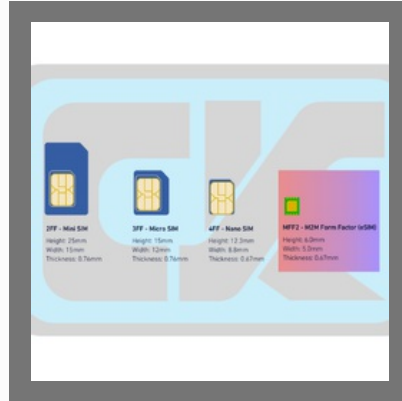 2FF - Mini SIM
Height: 25mm
Width: 15mm
Thickness: 0.76mm
3FF - Micro SIM
Height: 15mm
Width: 12mm
Thickness: 0.76mm
4FF - Nano SIM
Height: 12.3mm
Width: 8.8mm
Thickness: 0.67mm
MFF2 - M2M Form Factor (eSIM)
Height: 6.0mm
Width: 5.0mm
Thickness: 0.67mm